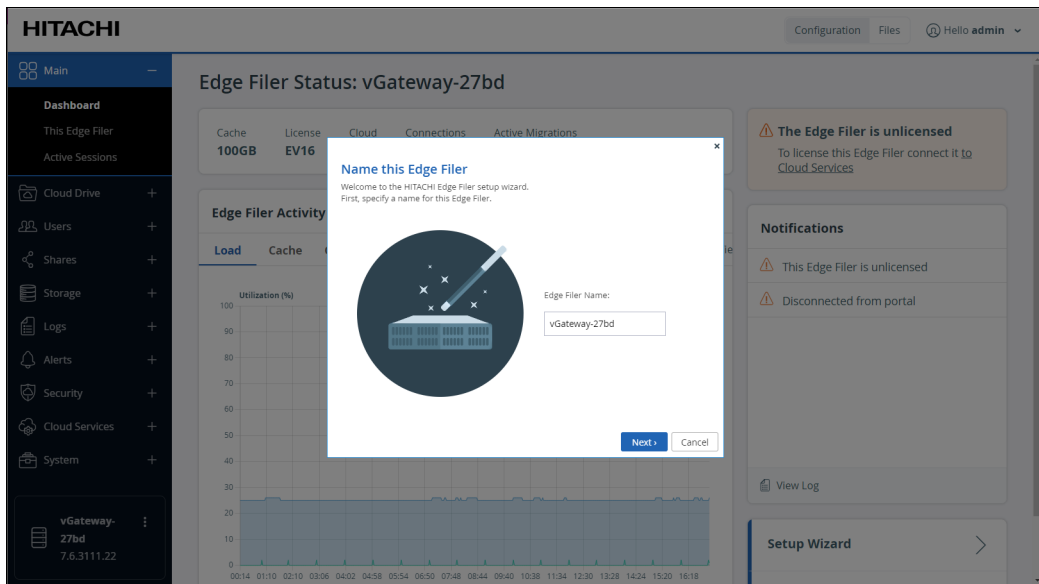 HITACHI
Configuration
Files
Hello admin
Main
Dashboard
This Edge Filer
Active Sessions
Cloud Drive
Users
Shares
Storage
Logs
Alerts
Security
Cloud Services
System
vGateway-
27bd
7.6.3111.22
Edge Filer Status: vGateway-27bd
Cache
License
Cloud
Connections
Active Migrations
100GB
EV16
Edge Filer Activity
Load
Cache
Utilization (%)
100
90
80
70
60
50
40
30
20
10
0
00:14 01:10 02:10 03:06 04:02 04:58 05:54 06:50 07:48 08:44 09:40 10:38 11:34 12:30 13:28 14:24 15:20 16:18
Name this Edge Filer
Welcome to the HITACHI Edge Filer setup wizard.
First, specify a name for this Edge Filer.
Edge Filer Name:
vGateway-27bd
Next ›
Cancel
The Edge Filer is unlicensed
To license this Edge Filer connect it to
Cloud Services
Notifications
This Edge Filer is unlicensed
Disconnected from portal
View Log
Setup Wizard